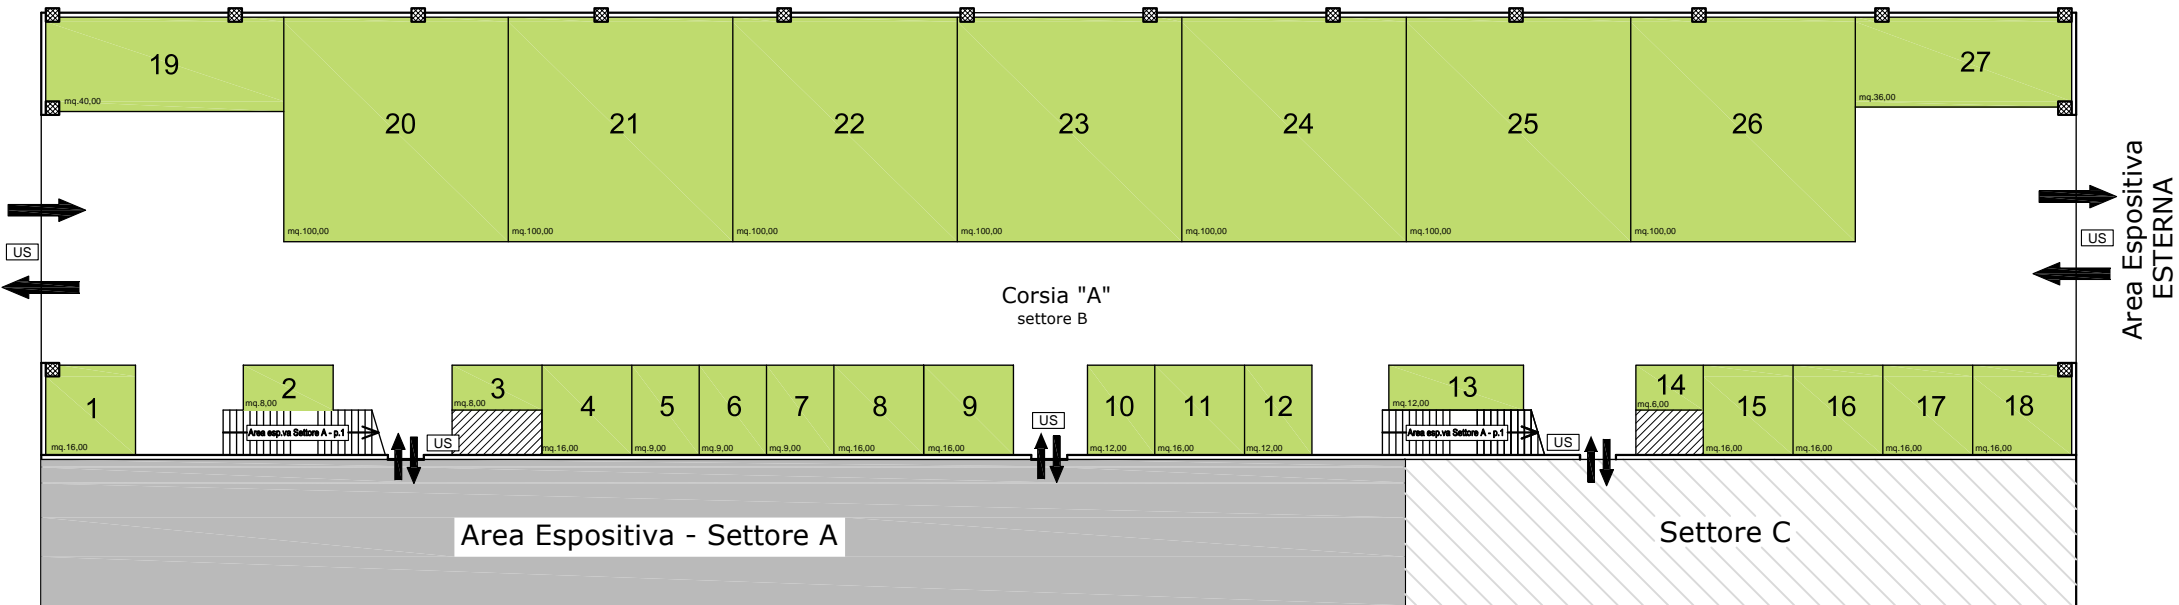 19
mq.40,00
20
mq.100,00
21
mq.100,00
22
mq.100,00
23
mq.100,00
24
mq.100,00
25
mq.100,00
26
mq.100,00
27
mq.36,00
US
US
Area Espositiva
ESTERNA
Corsia "A"
settore B
1
mq.16,00
2
mq.8,00
Area esp.va Settore A - p.1
US
3
mq.8,00
4
mq.16,00
5
mq.9,00
6
mq.9,00
7
mq.9,00
8
mq.16,00
9
mq.16,00
US
10
mq.12,00
11
mq.16,00
12
mq.12,00
13
mq.12,00
Area esp.va Settore A - p.1
US
14
mq.6,00
15
mq.16,00
16
mq.16,00
17
mq.16,00
18
mq.16,00
Area Espositiva - Settore A
Settore C